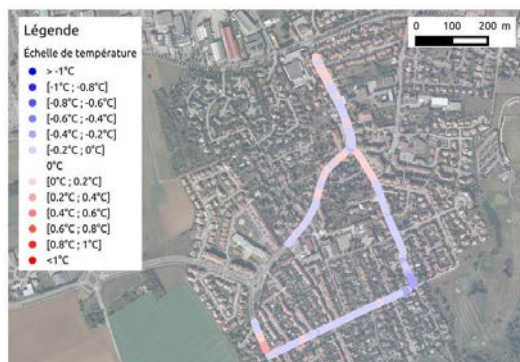 Légende
Échelle de température
> -1°C
[-1°C ; -0.8°C]
[-0.8°C ; -0.6°C]
[-0.6°C ; -0.4°C]
[-0.4°C ; -0.2°C]
[-0.2°C ; 0°C]
0°C
[0°C ; 0.2°C]
[0.2°C ; 0.4°C]
[0.4°C ; 0.6°C]
[0.6°C ; 0.8°C]
[0.8°C ; 1°C]
<1°C
0 100 200 m